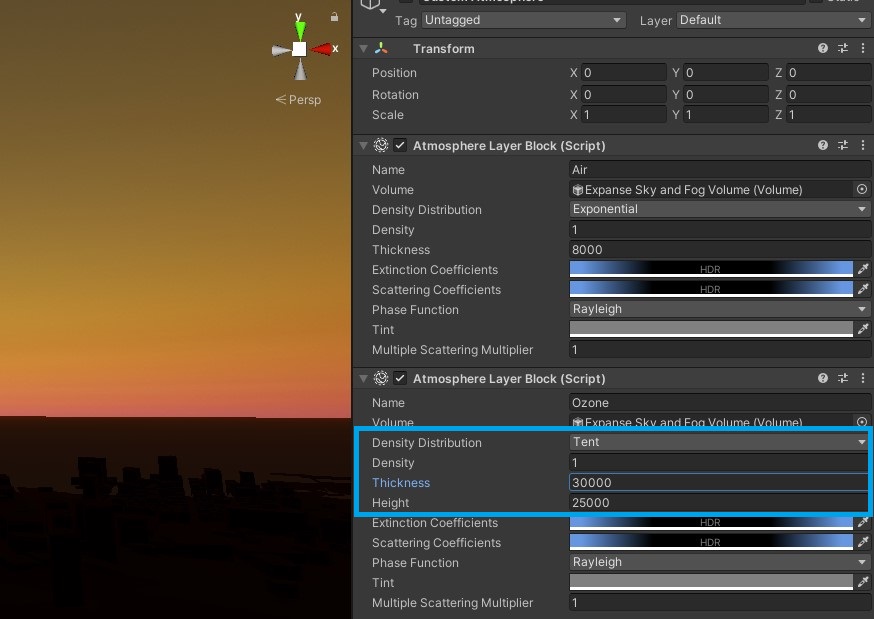 Custom Atmosphere
Static
Tag Untagged Layer Default
y
x
Persp
Transform
Position X 0 Y 0 Z 0
Rotation X 0 Y 0 Z 0
Scale X 1 Y 1 Z 1
Atmosphere Layer Block (Script)
Name Air
Volume Expanse Sky and Fog Volume (Volume)
Density Distribution Exponential
Density 1
Thickness 8000
Extinction Coefficients HDR
Scattering Coefficients HDR
Phase Function Rayleigh
Tint
Multiple Scattering Multiplier 1
Atmosphere Layer Block (Script)
Name Ozone
Volume Expanse Sky and Fog Volume (Volume)
Density Distribution Tent
Density 1
Thickness 30000
Height 25000
Extinction Coefficients HDR
Scattering Coefficients HDR
Phase Function Rayleigh
Tint
Multiple Scattering Multiplier 1